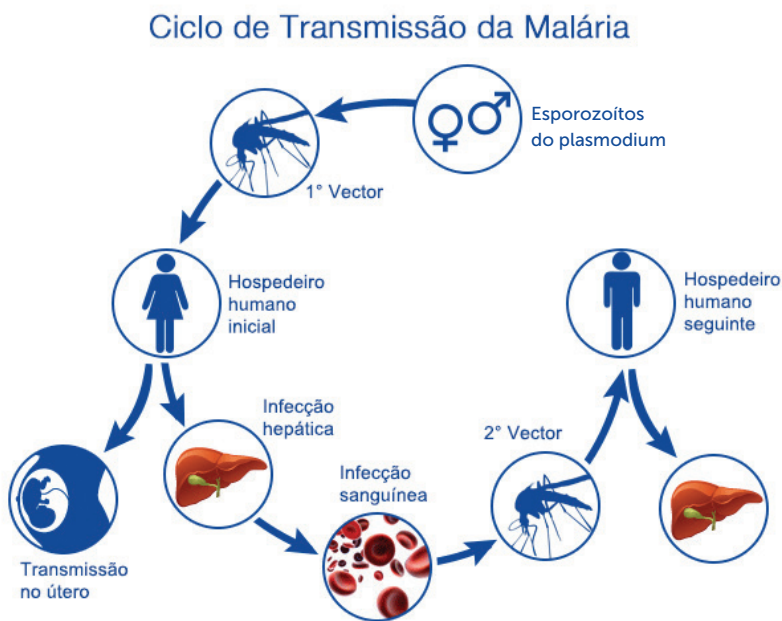 Ciclo de Transmissão da Malária
Esporozoítos
do plasmodium
1° Vector
Hospedeiro
humano
inicial
Hospedeiro
humano
seguinte
Infecção
hepática
2° Vector
Infecção
sanguínea
Transmissão
no útero